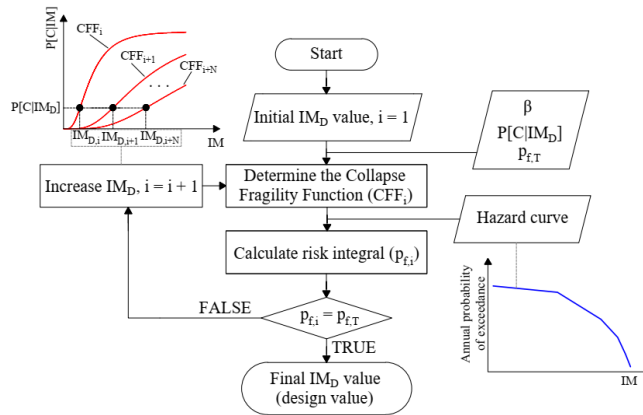 P[C|IM]
CFFi
CFFi+1
CFFi+N
. . .
P[C|IMD]
IMD,i
IMD,i+1
IMD,i+N
IM
Start
Initial IMD value, i = 1
β
P[C|IMD]
pf,T
Increase IMD, i = i + 1
Determine the Collapse
Fragility Function (CFFi)
Hazard curve
Calculate risk integral (pf,i)
FALSE
pf,i = pf,T
TRUE
Final IMD value
(design value)
Annual probability
of exceedance
IM